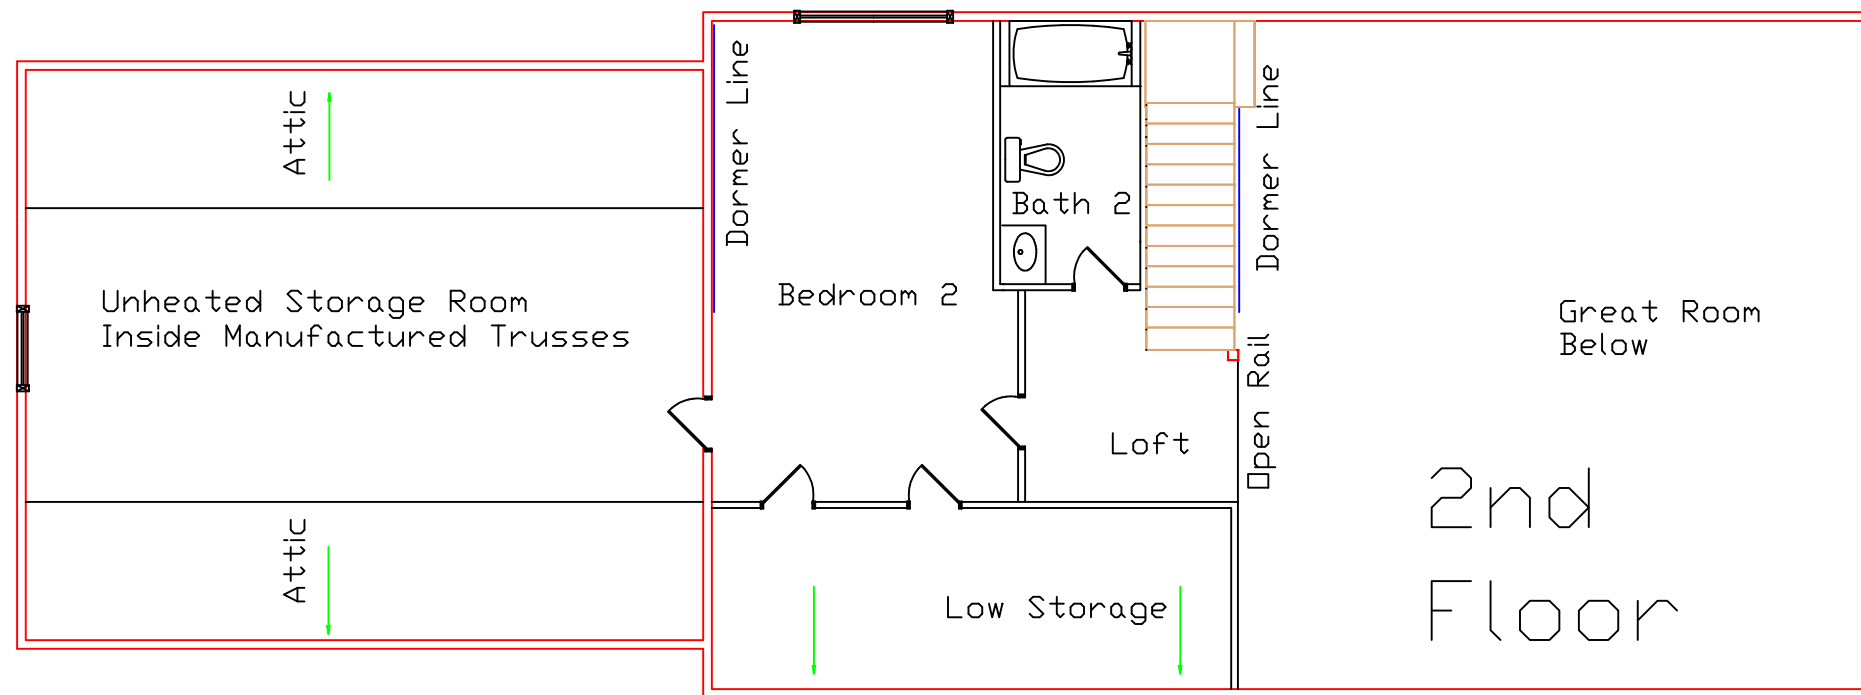 Attic
Dormer Line
Bath 2
Dormer Line
Unheated Storage Room
Inside Manufactured Trusses
Bedroom 2
Great Room
Below
Open Rail
Loft
2nd
Floor
Attic
Low Storage